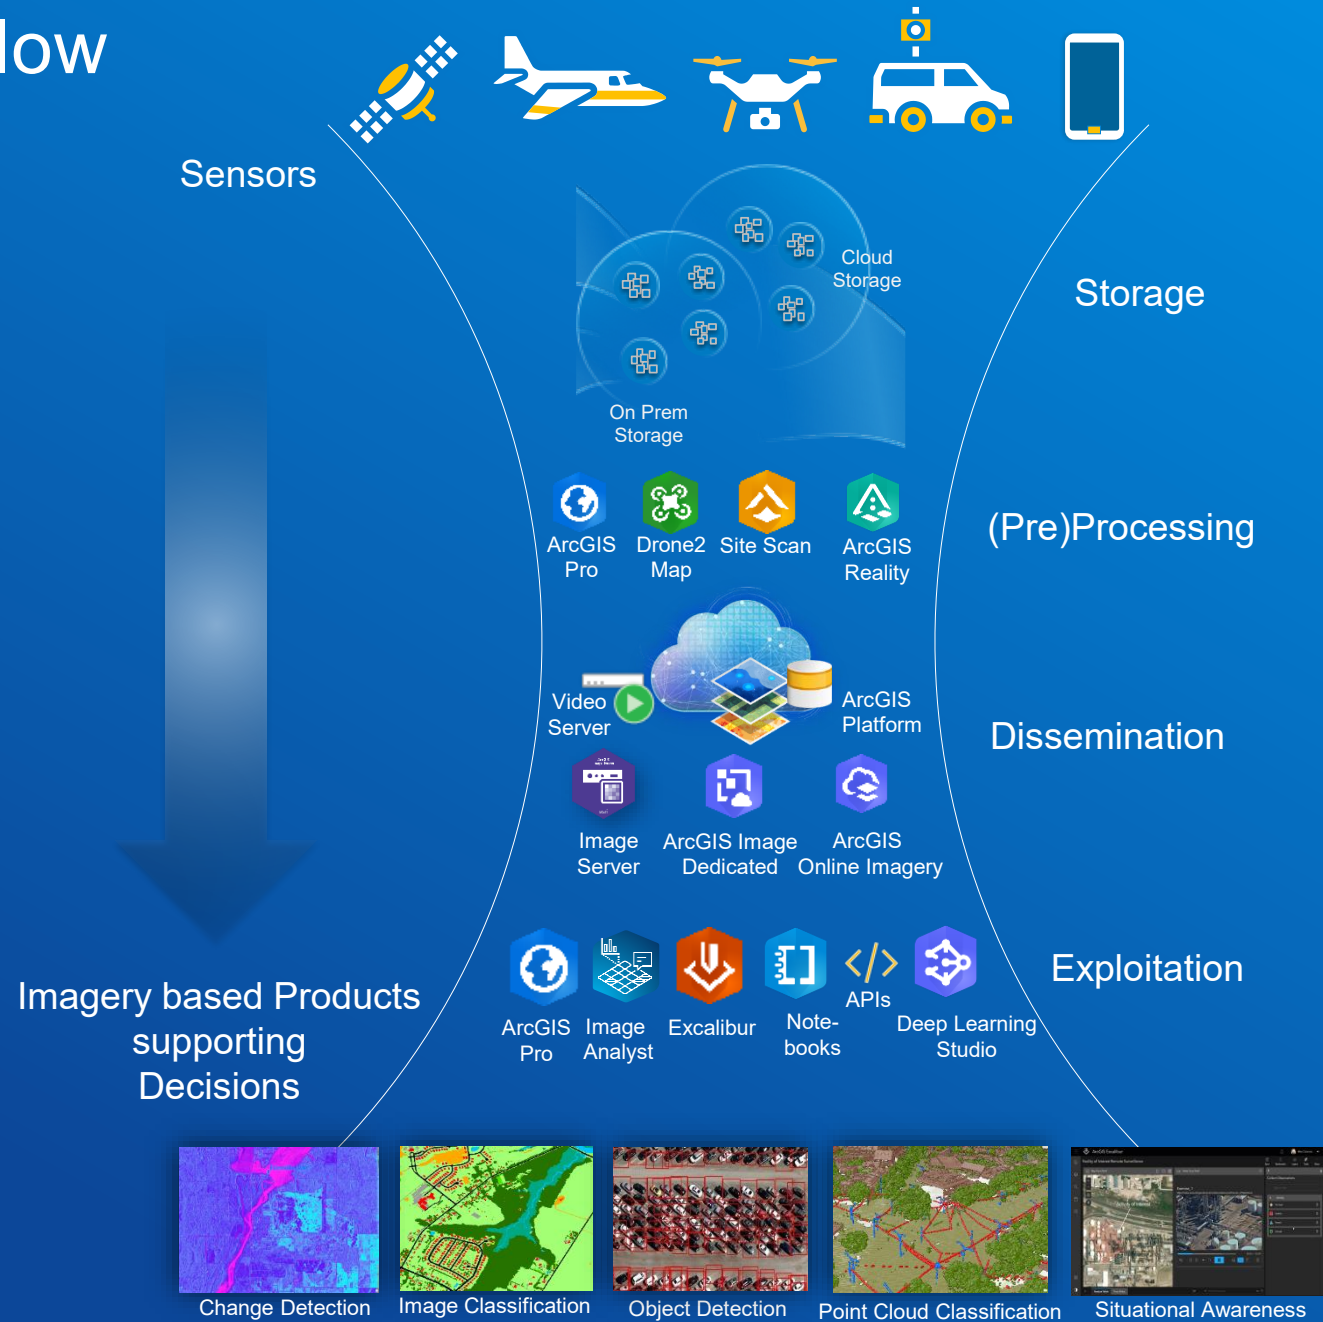 low
Sensors
Cloud
Storage
Storage
On Prem
Storage
ArcGIS
Pro
Drone2
Map
Site Scan
ArcGIS
Reality
(Pre)Processing
Video
Server
ArcGIS
Platform
Dissemination
Image
Server
ArcGIS Image
Dedicated
ArcGIS
Online Imagery
Exploitation
ArcGIS
Pro
Image
Analyst
Excalibur
Note-
books
APIs
Deep Learning
Studio
Imagery based Products
supporting
Decisions
Change Detection
Image Classification
Object Detection
Point Cloud Classification
Situational Awareness